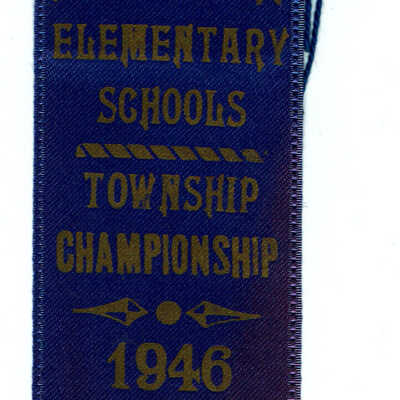 ELEMENTARY
SCHOOLS
TOWNSHIP
CHAMPIONSHIP
1946